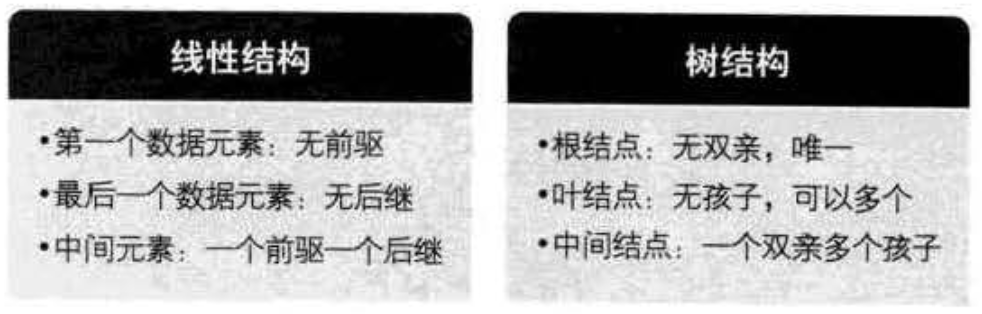 线性结构
•第一个数据元素：无前驱
•最后一个数据元素：无后继
•中间元素：一个前驱一个后继
树结构
•根结点：无双亲，唯一
•叶结点：无孩子，可以多个
•中间结点：一个双亲多个孩子